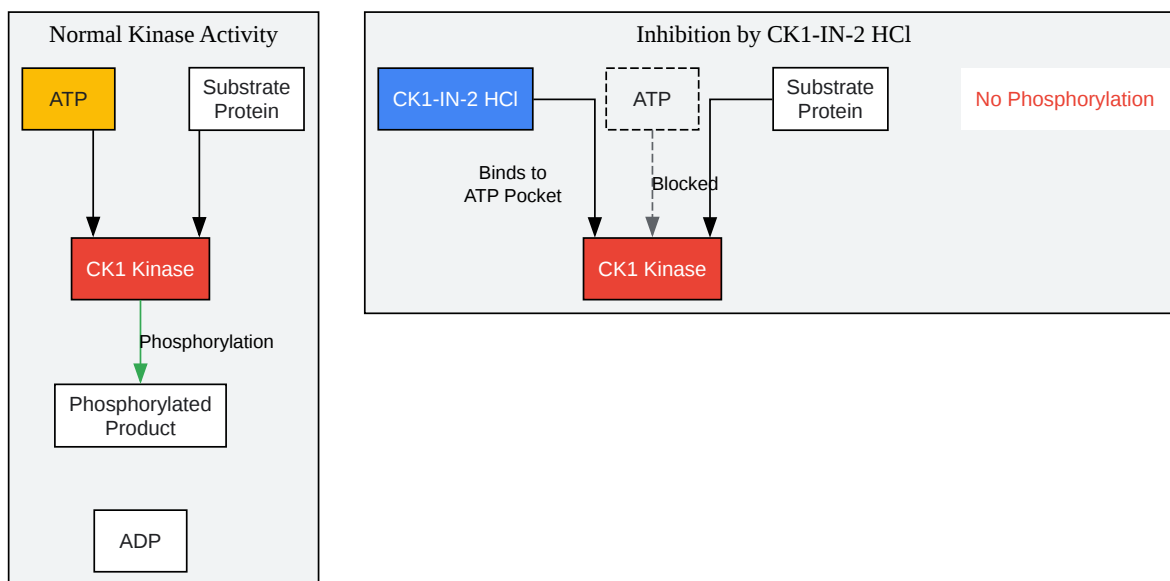 Normal Kinase Activity
ATP
Substrate
Protein
CK1 Kinase
Phosphorylation
Phosphorylated
Product
ADP
Inhibition by CK1-IN-2 HCl
CK1-IN-2 HCl
ATP
Substrate
Protein
No Phosphorylation
Binds to
ATP Pocket
Blocked
CK1 Kinase